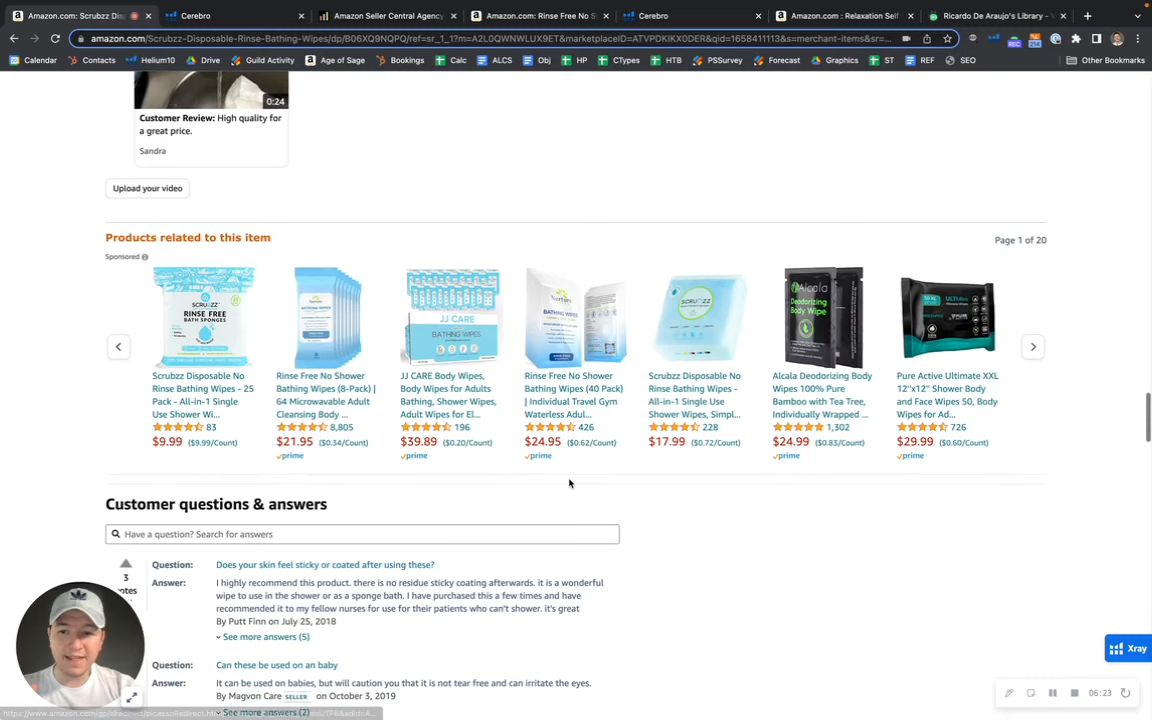 Amazon.com: Scrubzz Dis
Cerebro
Amazon Seller Central Agency
Amazon.com: Rinse Free No S
Cerebro
Amazon.com : Relaxation Self
Ricardo De Araujo's Library -
amazon.com/Scrubzz-Disposable-Rinse-Bathing-Wipes/dp/B06XQ9NQPQ/ref=sr_1_1?m=A2L0QWNWLUX9ET&marketplaceID=ATVPDKIKX0DER&qid=1658411113&s=merchant-items&sr=...
Calendar
Contacts
Helium10
Drive
Guild Activity
Age of Sage
Bookings
Calc
ALCS
Obj
HP
CTypes
HTB
PSSurvey
Forecast
Graphics
ST
REF
SEO
Other Bookmarks
0:24
Customer Review: High quality for
a great price.
Sandra
Upload your video
Products related to this item
Page 1 of 20
Sponsored
SCRUBZZ
RINSE FREE
BATH SPONGES
JJ CARE
BATHING WIPES
Alcala
Deodorizing
Body Wipe
Scrubzz Disposable No
Rinse Bathing Wipes - 25
Pack - All-in-1 Single
Use Shower Wi...
83
$9.99 ($9.99/Count)
Rinse Free No Shower
Bathing Wipes (8-Pack) |
64 Microwavable Adult
Cleansing Body ...
8,805
$21.95 ($0.34/Count)
prime
JJ CARE Body Wipes,
Body Wipes for Adults
Bathing, Shower Wipes,
Adult Wipes for El...
196
$39.89 ($0.20/Count)
prime
Rinse Free No Shower
Bathing Wipes (40 Pack)
| Individual Travel Gym
Waterless Adul...
426
$24.95 ($0.62/Count)
prime
Scrubzz Disposable No
Rinse Bathing Wipes -
All-in-1 Single Use
Shower Wipes, Simpl...
228
$17.99 ($0.72/Count)
Alcala Deodorizing Body
Wipes 100% Pure
Bamboo with Tea Tree,
Individually Wrapped ...
1,302
$24.99 ($0.83/Count)
prime
Pure Active Ultimate XXL
12"x12" Shower Body
and Face Wipes 50, Body
Wipes for Ad...
726
$29.99 ($0.60/Count)
prime
Customer questions & answers
Have a question? Search for answers
3
votes
Question: Does your skin feel sticky or coated after using these?
Answer: I highly recommend this product. there is no residue sticky coating afterwards. it is a wonderful
wipe to use in the shower or as a sponge bath. I have purchased this a few times and have
recommended it to my fellow nurses for use for their patients who can't shower. it's great
By Putt Finn on July 25, 2018
See more answers (5)
Question: Can these be used on an baby
Answer: It can be used on babies, but will caution you that it is not tear free and can irritate the eyes.
By Magvon Care SELLER on October 3, 2019
See more answers (2)
Xray
06:23